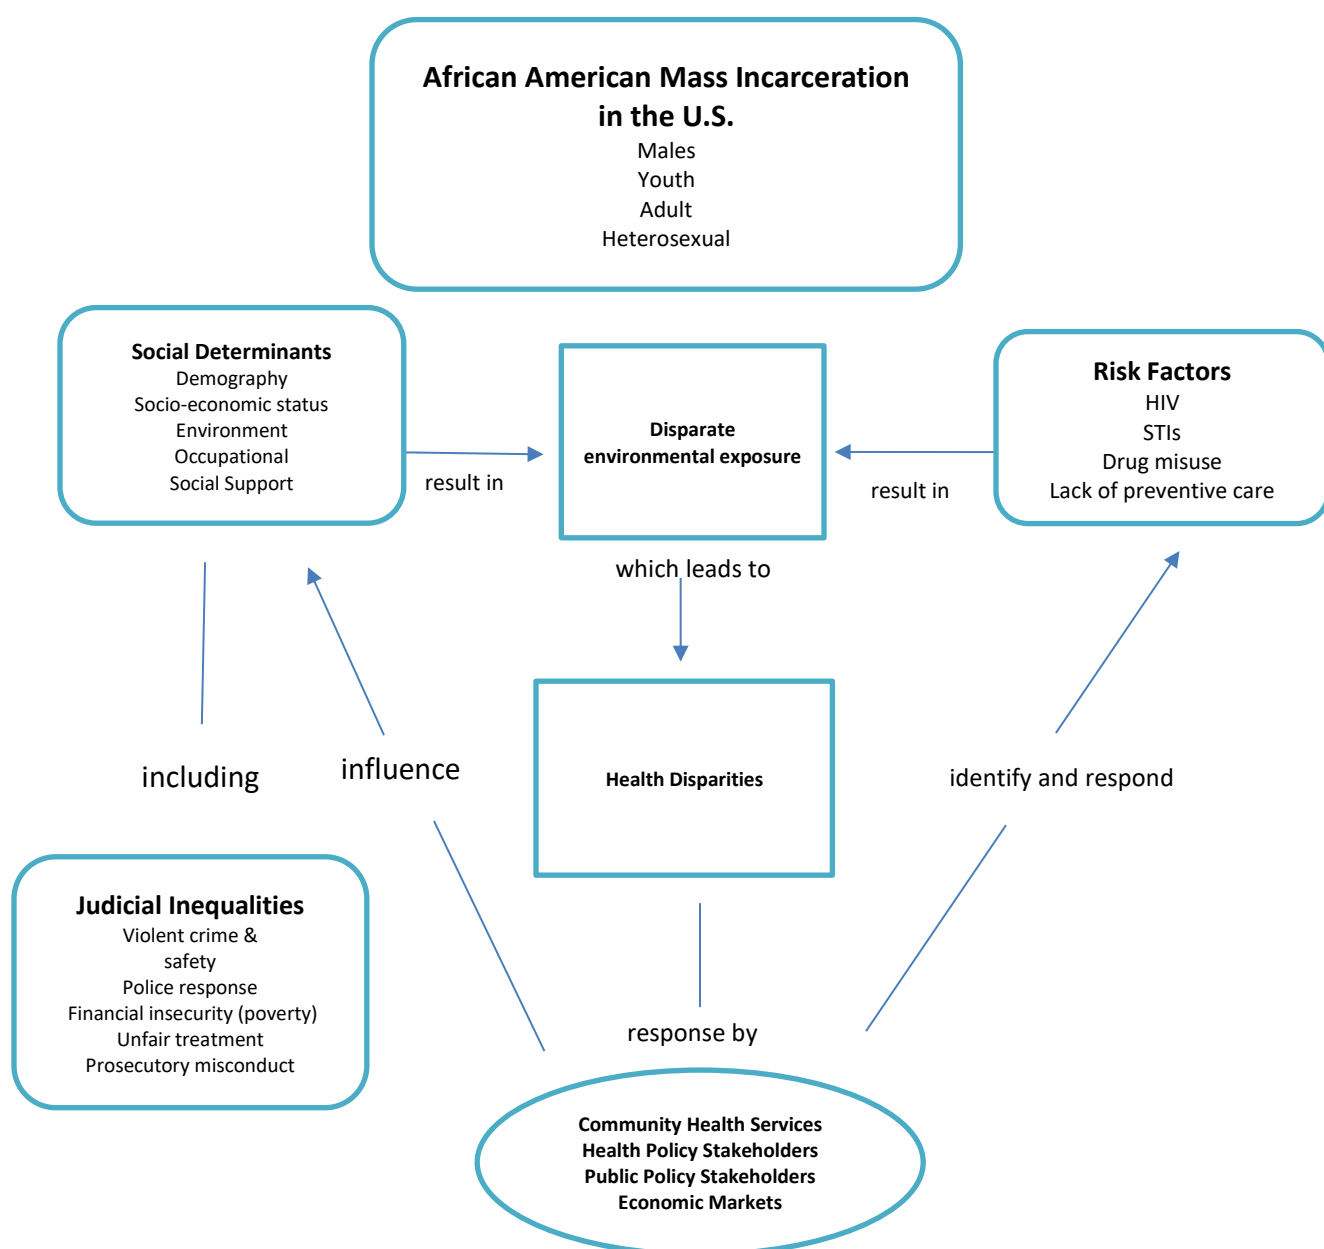 African American Mass Incarceration
in the U.S.
Males
Youth
Adult
Heterosexual
Social Determinants
Demography
Socio-economic status
Environment
Occupational
Social Support
result in
Disparate
environmental exposure
result in
Risk Factors
HIV
STIs
Drug misuse
Lack of preventive care
which leads to
including
influence
Health Disparities
identify and respond
Judicial Inequalities
Violent crime &
safety
Police response
Financial insecurity (poverty)
Unfair treatment
Prosecutory misconduct
response by
Community Health Services
Health Policy Stakeholders
Public Policy Stakeholders
Economic Markets